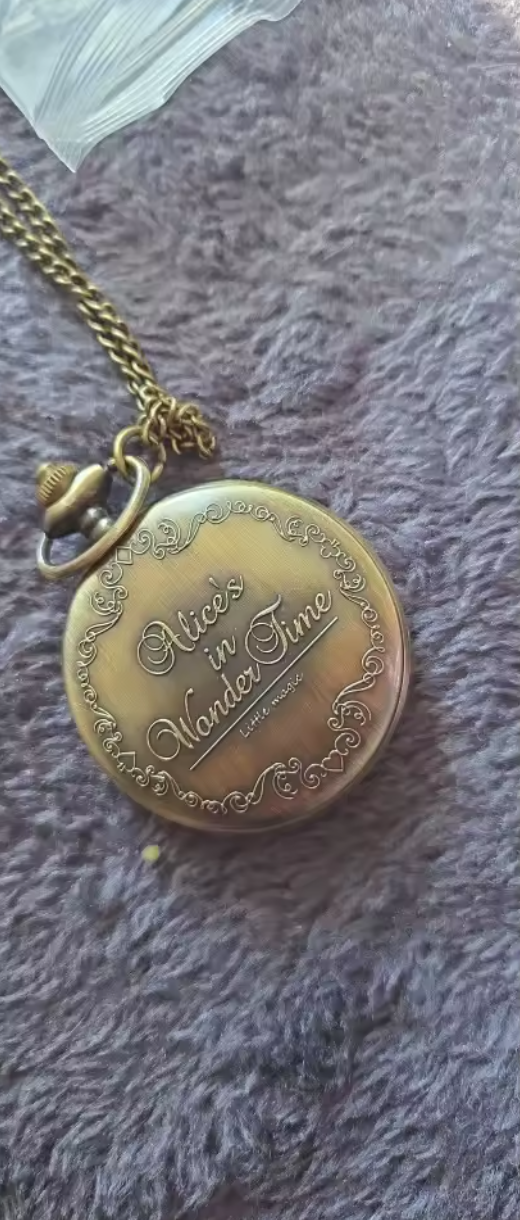 Alice's
in
Wonder Time
Little magic